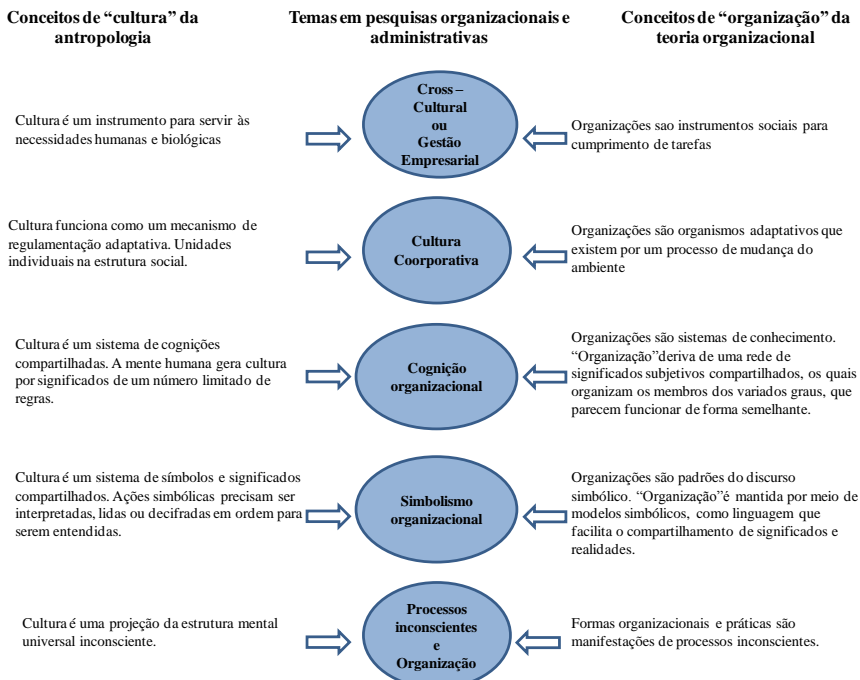 Conceitos de “cultura” da
antropologia
Temas em pesquisas organizacionais e
administrativas
Conceitos de “organização” da
teoria organizacional
Cultura é um instrumento para servir às
necessidades humanas e biológicas
Cross –
Cultural
ou
Gestão
Empresarial
Organizações sao instrumentos sociais para
cumprimento de tarefas
Cultura funciona como um mecanismo de
regulamentação adaptativa. Unidades
individuais na estrutura social.
Cultura
Coorporativa
Organizações são organismos adaptativos que
existem por um processo de mudança do
ambiente
Cultura é um sistema de cognições
compartilhadas. A mente humana gera cultura
por significados de um número limitado de
regras.
Cognição
organizacional
Organizações são sistemas de conhecimento.
“Organização”deriva de uma rede de
significados subjetivos compartilhados, os quais
organizam os membros dos variados graus, que
parecem funcionar de forma semelhante.
Cultura é um sistema de símbolos e significados
compartilhados. Ações simbólicas precisam ser
interpretadas, lidas ou decifradas em ordem para
serem entendidas.
Simbolismo
organizacional
Organizações são padrões do discurso
simbólico. “Organização”é mantida por meio de
modelos simbólicos, como linguagem que
facilita o compartilhamento de significados e
realidades.
Cultura é uma projeção da estrutura mental
universal inconsciente.
Processos
inconscientes
e
Organização
Formas organizacionais e práticas são
manifestações de processos inconscientes.